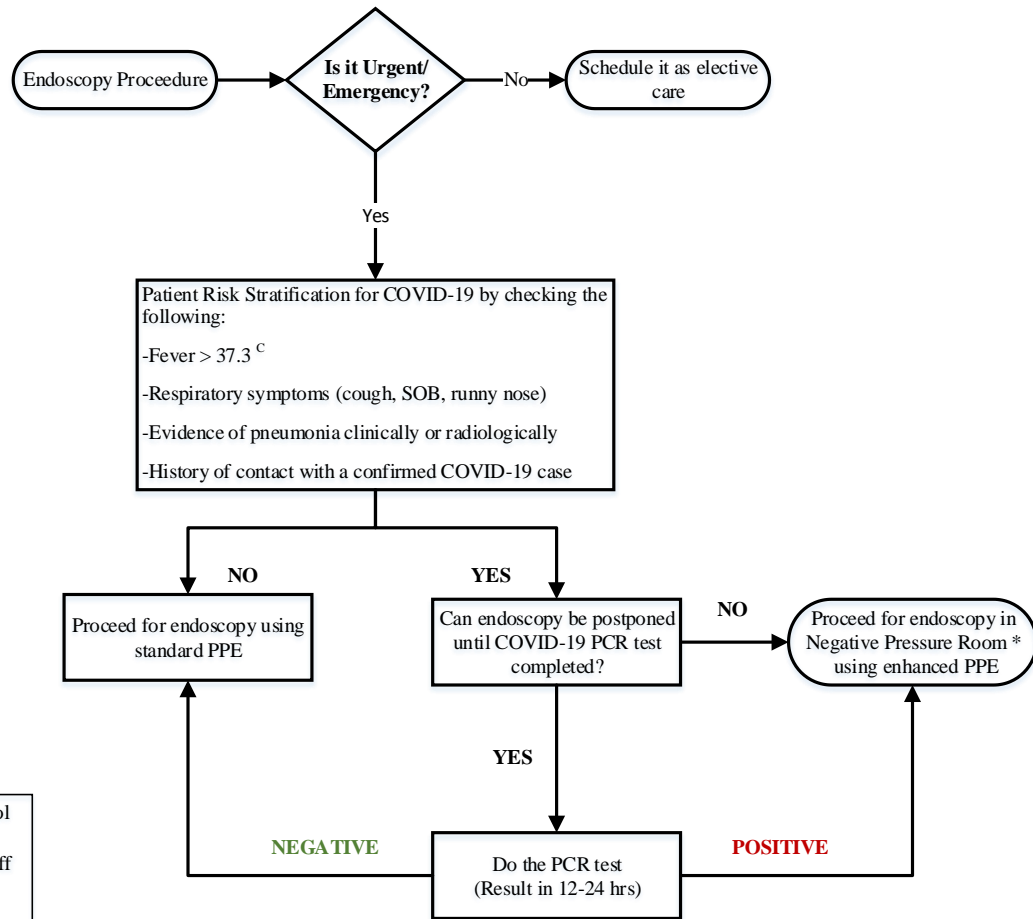 Endoscopy Proceedure
Is it Urgent/
Emergency?
No
Schedule it as elective
care
Yes
Patient Risk Stratification for COVID-19 by checking the
following:
-Fever > 37.3 C
-Respiratory symptoms (cough, SOB, runny nose)
-Evidence of pneumonia clinically or radiologically
-History of contact with a confirmed COVID-19 case
NO
YES
Proceed for endoscopy using
standard PPE
Can endoscopy be postponed
until COVID-19 PCR test
completed?
NO
Proceed for endoscopy in
Negative Pressure Room *
using enhanced PPE
YES
NEGATIVE
Do the PCR test
(Result in 12-24 hrs)
POSITIVE